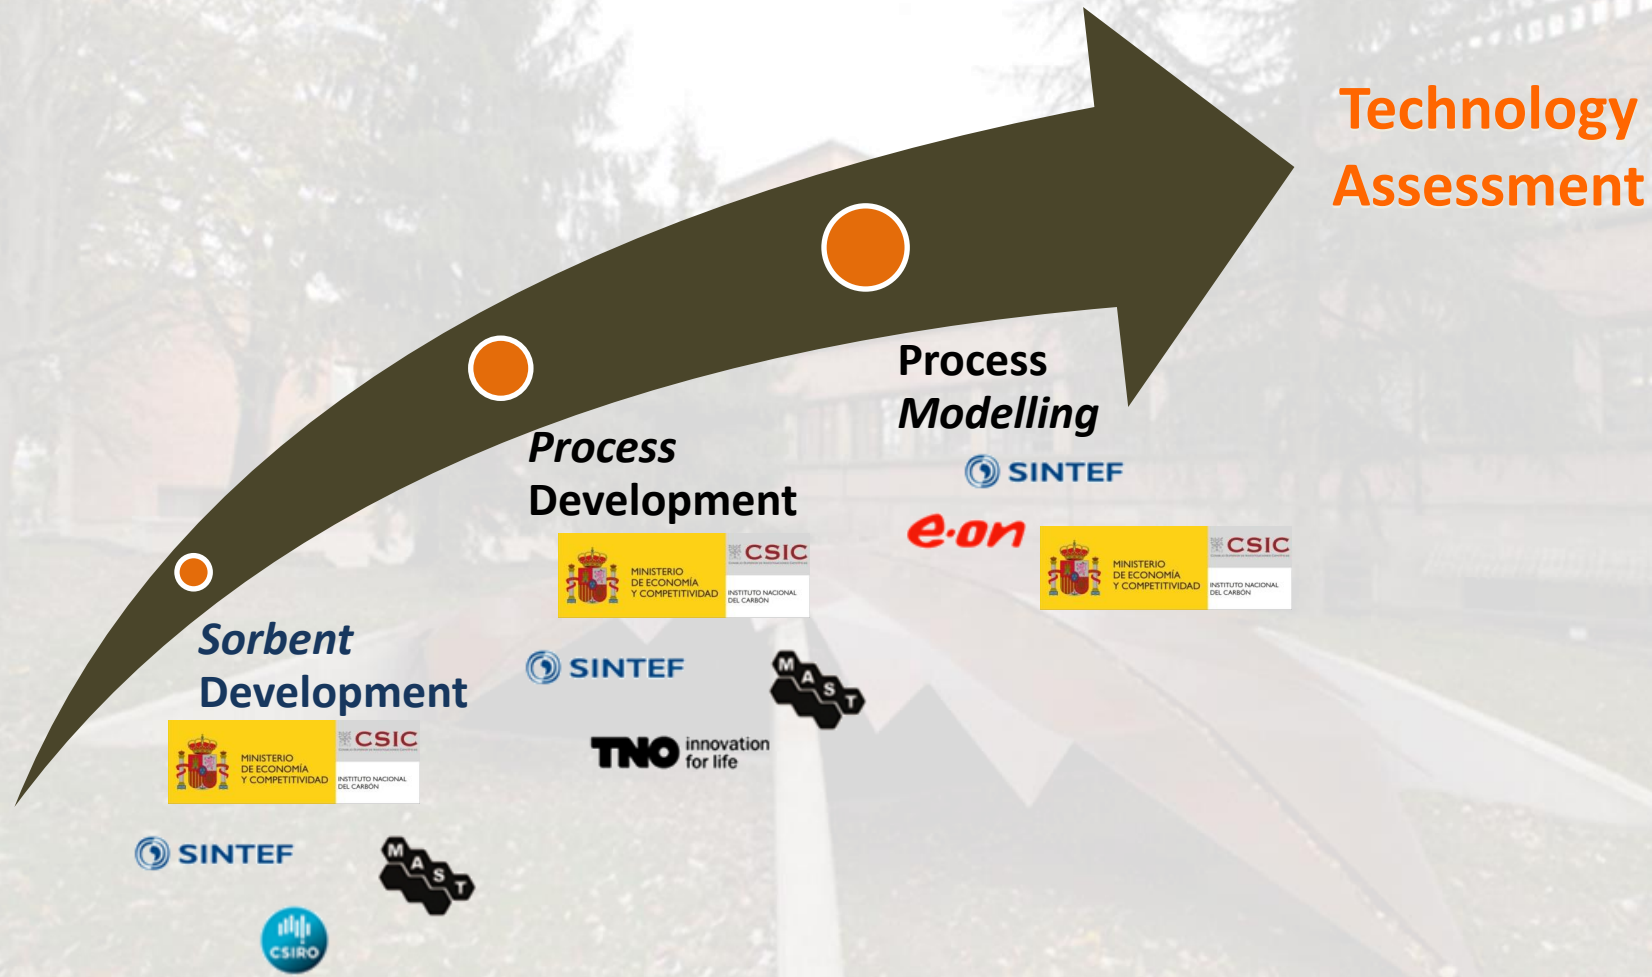 Technology
Assessment
Process
Modelling
SINTEF
e·on
MINISTERIO
DE ECONOMÍA
Y COMPETITIVIDAD
CSIC
INSTITUTO NACIONAL
DEL CARBÓN
Process
Development
MINISTERIO
DE ECONOMÍA
Y COMPETITIVIDAD
CSIC
INSTITUTO NACIONAL
DEL CARBÓN
SINTEF
MAST
TNO innovation
for life
Sorbent
Development
MINISTERIO
DE ECONOMÍA
Y COMPETITIVIDAD
CSIC
INSTITUTO NACIONAL
DEL CARBÓN
SINTEF
MAST
CSIRO